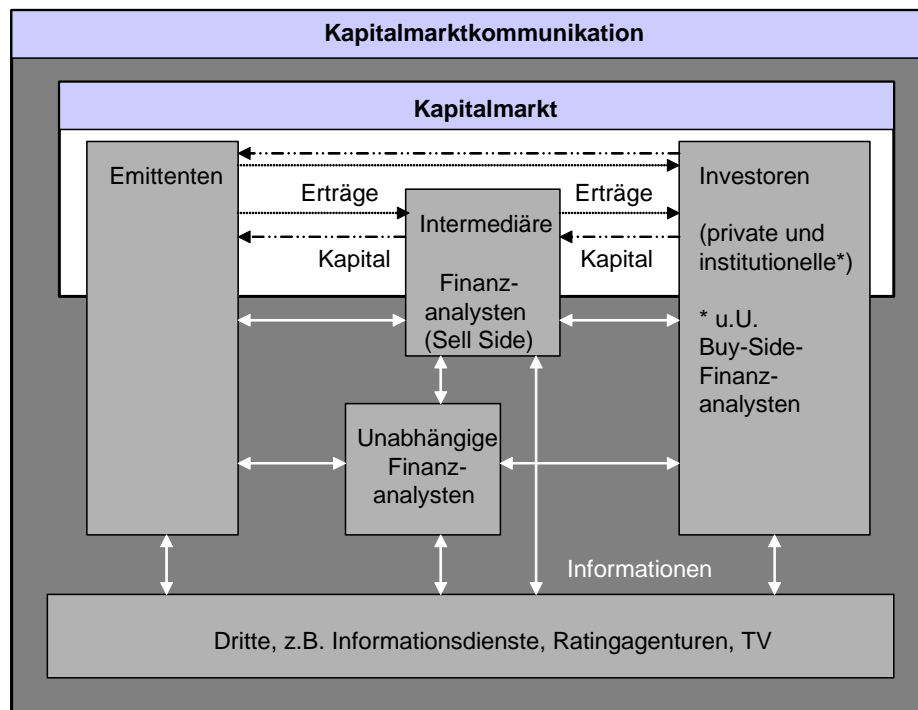 Kapitalmarktkommunikation
Kapitalmarkt
Emittenten
Erträge
Kapital
Intermediäre
Finanz-
analysten
(Sell Side)
Erträge
Kapital
Investoren
(private und
institutionelle*)
* u.U.
Buy-Side-
Finanz-
analysten
Unabhängige
Finanz-
analysten
Informationen
Dritte, z.B. Informationsdienste, Ratingagenturen, TV